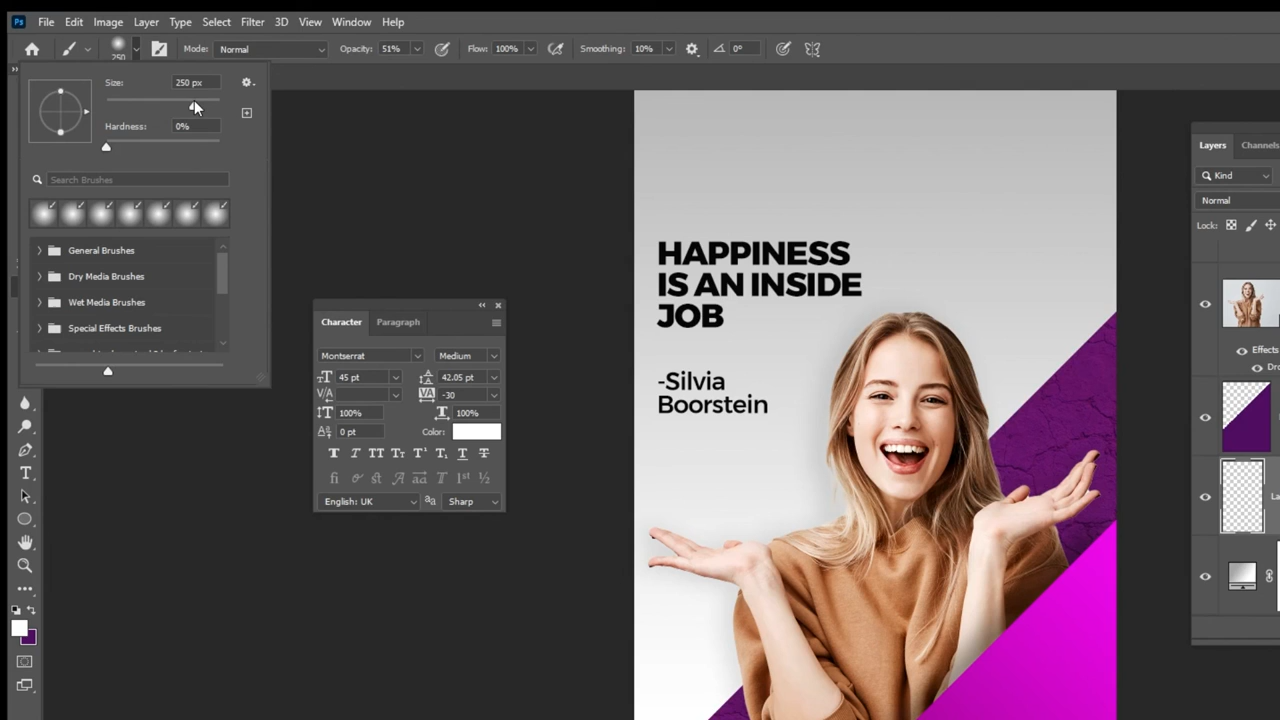 Ps File Edit Image Layer Type Select Filter 3D View Window Help
250 Mode: Normal Opacity: 51% Flow: 100% Smoothing: 10% 0°
Size: 250 px
Hardness: 0%
Search Brushes
General Brushes
Dry Media Brushes
Wet Media Brushes
Special Effects Brushes
Character Paragraph
Montserrat Medium
45 pt 42.05 pt
-30
100% 100%
0 pt Color:
English: UK Sharp
HAPPINESS
IS AN INSIDE
JOB
-Silvia
Boorstein
Layers Channels
Kind
Normal
Lock:
Effects